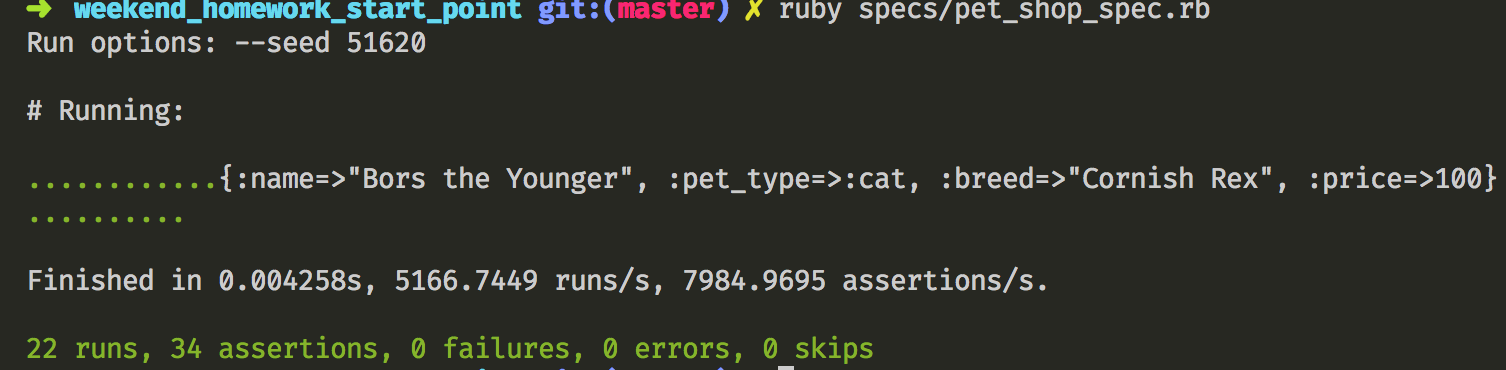 ➜ weekend_homework_start_point git:(master) ✗ ruby specs/pet_shop_spec.rb
Run options: --seed 51620
# Running:
............{:name=>"Bors the Younger", :pet_type=>:cat, :breed=>"Cornish Rex", :price=>100}
..........
Finished in 0.004258s, 5166.7449 runs/s, 7984.9695 assertions/s.
22 runs, 34 assertions, 0 failures, 0 errors, 0 skips